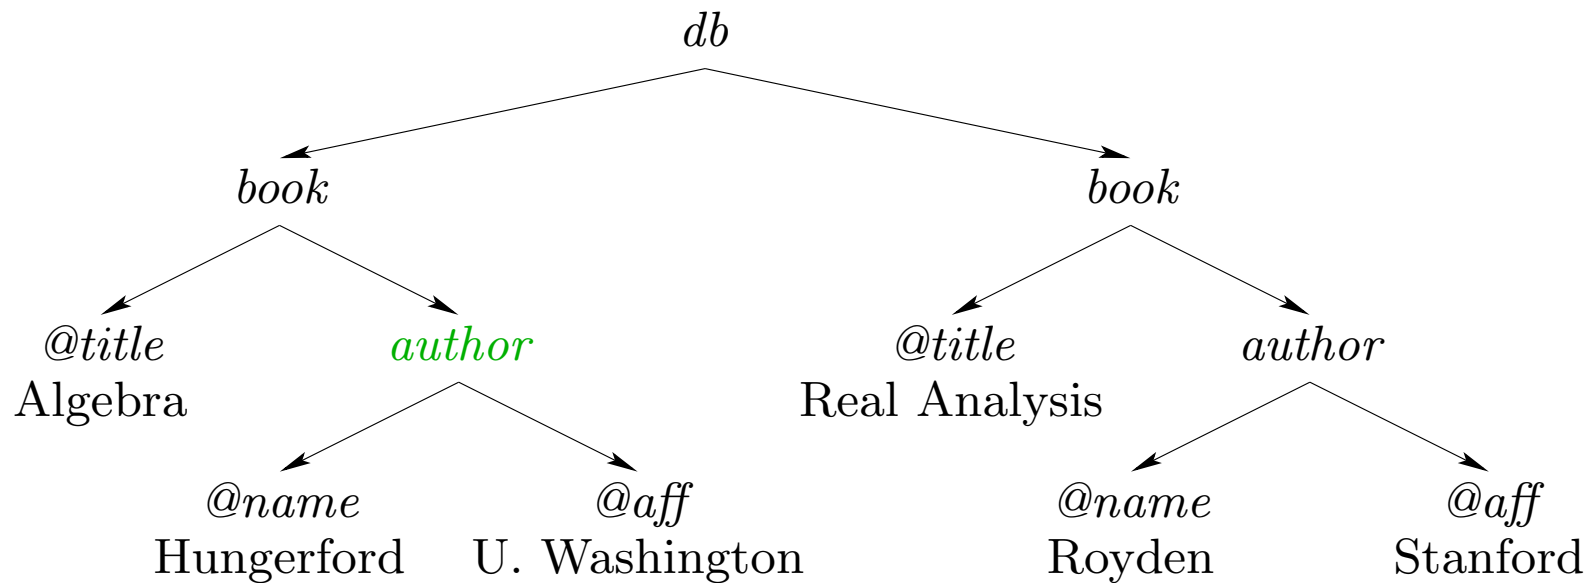 db
book book
@title author @title author
Algebra Real Analysis
@name @aff @name @aff
Hungerford U. Washington Royden Stanford